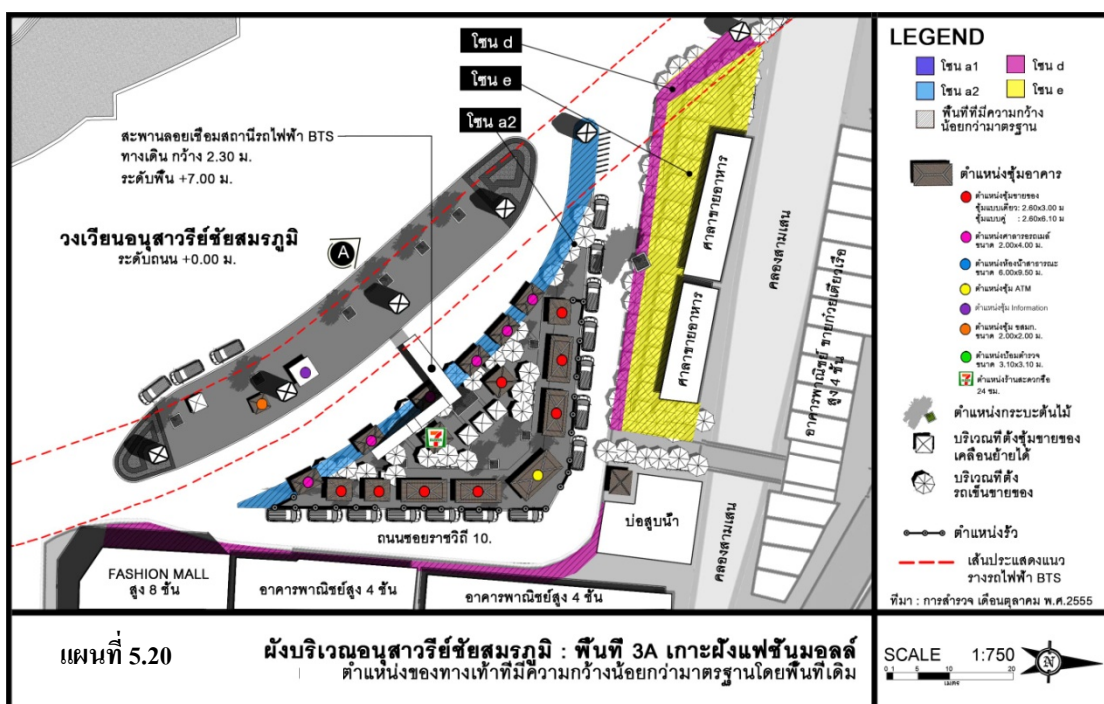 โซน d
โซน e
โซน a2
สะพานลอยเชื่อมสถานีรถไฟฟ้า BTS
ทางเดิน กว้าง 2.30 ม.
ระดับพื้น +7.00 ม.
วงเวียนอนุสาวรีย์ชัยสมรภูมิ
ระดับถนน +0.00 ม.
A
ศาลาขายอาหาร
ศาลาขายอาหาร
คลองสามเสน
อาคารพาณิชย์ ขายก๋วยเตี๋ยวเรือ
สูง 4 ชั้น
7
บ่อสูบน้ำ
คลองสามเสน
ถนนซอยราชวิถี 10.
FASHION MALL
สูง 8 ชั้น
อาคารพาณิชย์สูง 4 ชั้น
อาคารพาณิชย์สูง 4 ชั้น
LEGEND
โซน a1
โซน d
โซน a2
โซน e
พื้นที่ที่มีความกว้าง
น้อยกว่ามาตรฐาน
ตำแหน่งซุ้มอาคาร
ตำแหน่งซุ้มขายของ
ซุ้มแบบเดี่ยว: 2.60x3.00 ม
ซุ้มแบบคู่ : 2.60x6.10 ม
ตำแหน่งศาลารอรถเมล์
ขนาด 2.00x4.00 ม.
ตำแหน่งห้องน้ำสาธารณะ
ขนาด 6.00x9.50 ม.
ตำแหน่งซุ้ม ATM
ตำแหน่งซุ้ม Information
ตำแหน่งซุ้ม ขสมก.
ขนาด 2.00x2.00 ม.
ตำแหน่งป้อมตำรวจ
ขนาด 3.10x3.10 ม.
7
ตำแหน่งร้านสะดวกซื้อ
24 ชม.
ตำแหน่งกระบะต้นไม้
บริเวณที่ตั้งซุ้มขายของ
เคลื่อนย้ายได้
บริเวณที่ตั้ง
รถเข็นขายของ
ตำแหน่งรั้ว
เส้นประแสดงแนว
รางรถไฟฟ้า BTS
ที่มา : การสำรวจ เดือนตุลาคม พ.ศ.2555
แผนที่ 5.20
ผังบริเวณอนุสาวรีย์ชัยสมรภูมิ : พื้นที่ 3A เกาะฝั่งแฟชั่นมอลล์
ตำแหน่งของทางเท้าที่มีความกว้างน้อยกว่ามาตรฐานโดยพื้นที่เดิม
SCALE 1:750
0 1 5 10 20
เมตร
N